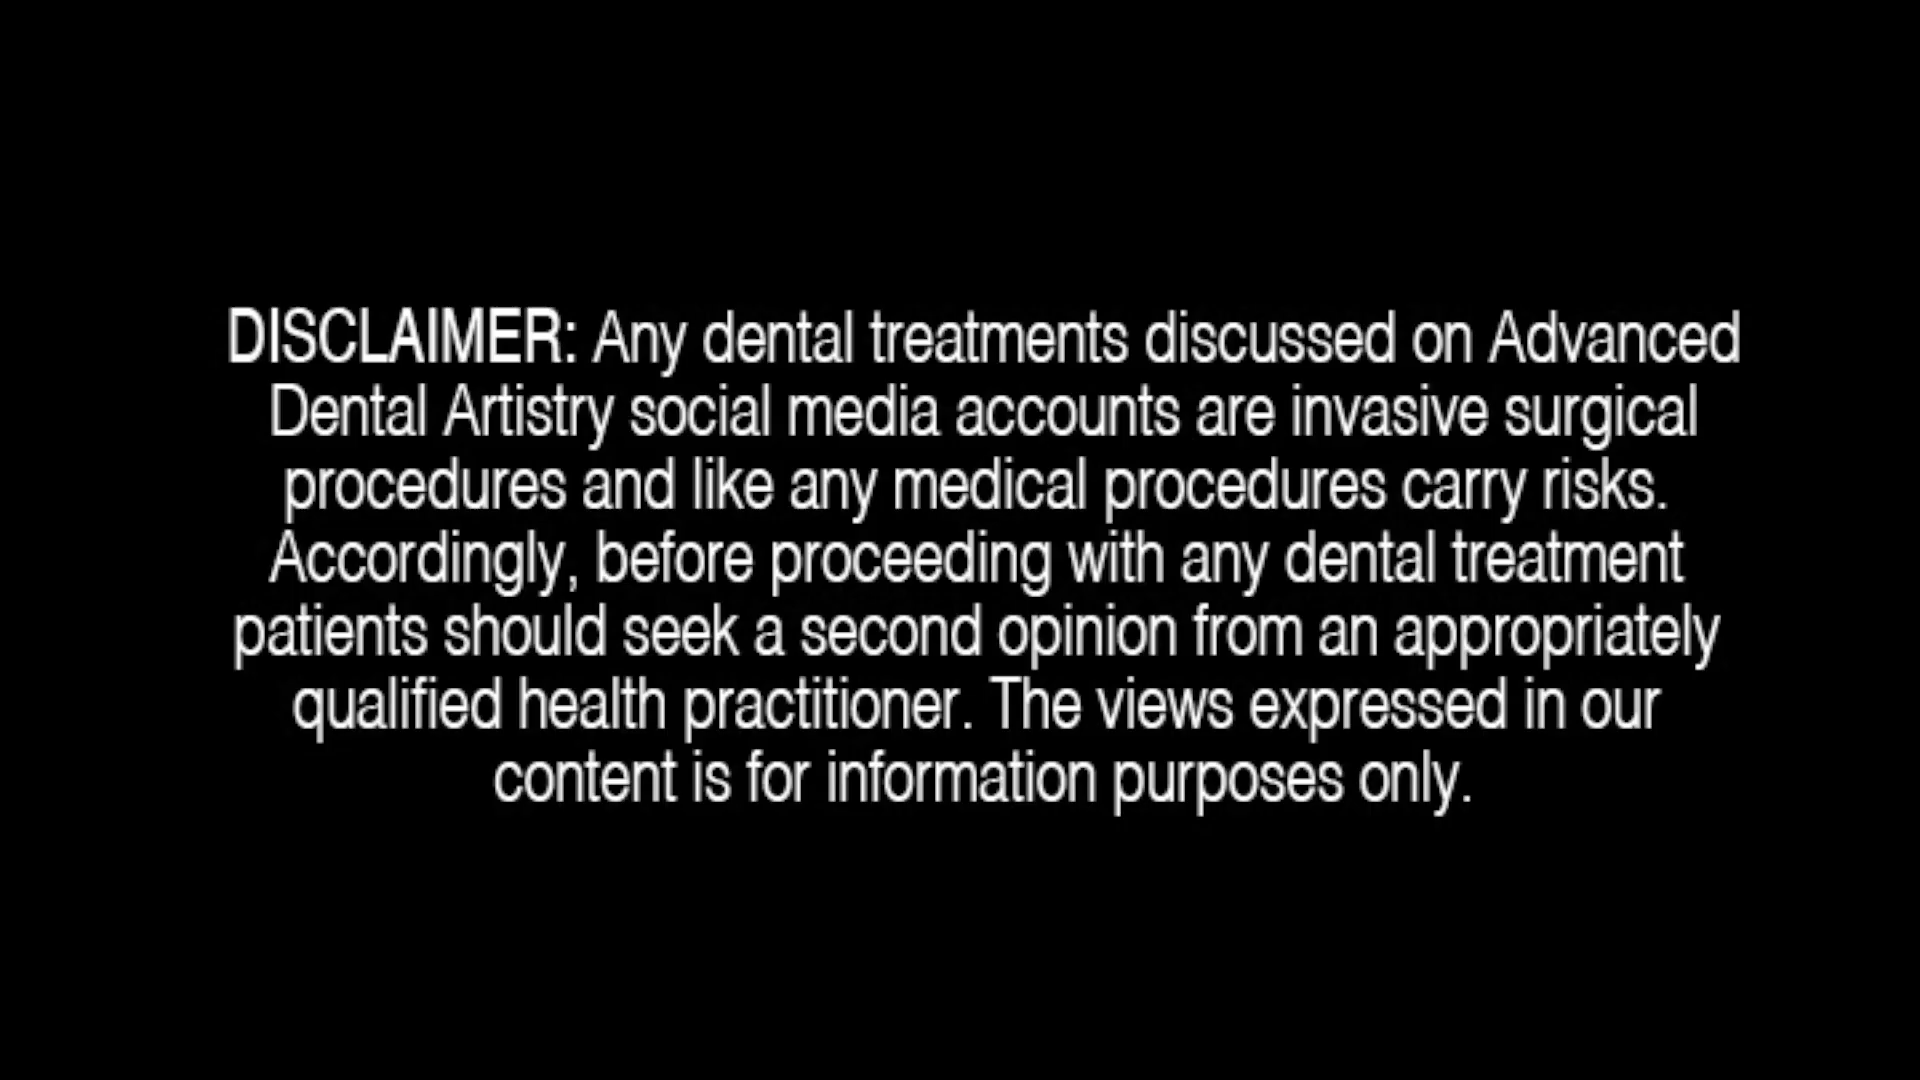 DISCLAIMER: Any dental treatments discussed on Advanced
Dental Artistry social media accounts are invasive surgical
procedures and like any medical procedures carry risks.
Accordingly, before proceeding with any dental treatment
patients should seek a second opinion from an appropriately
qualified health practitioner. The views expressed in our
content is for information purposes only.